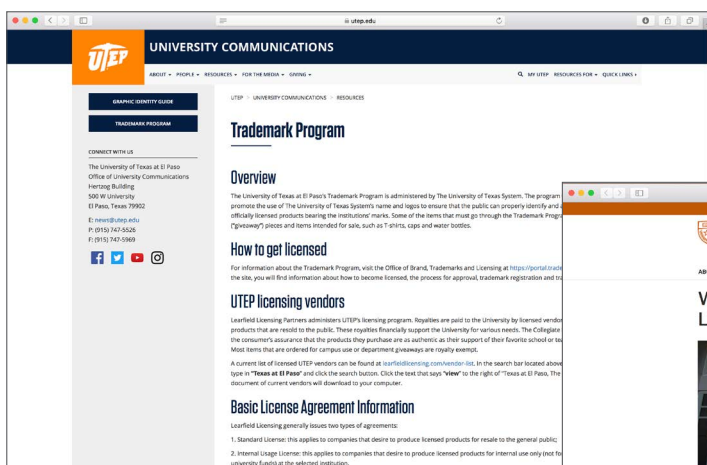 utep.edu
UTEP
UNIVERSITY COMMUNICATIONS
ABOUT PEOPLE RESOURCES FOR THE MEDIA GIVING
MY UTEP RESOURCES FOR QUICK LINKS
GRAPHIC IDENTITY GUIDE
TRADEMARK PROGRAM
CONNECT WITH US
The University of Texas at El Paso
Office of University Communications
Hertzog Building
500 W University
El Paso, Texas 79902
E: news@utep.edu
P: (915) 747-5526
F: (915) 747-5969
UTEP > UNIVERSITY COMMUNICATIONS > RESOURCES
Trademark Program
Overview
The University of Texas at El Paso's Trademark Program is administered by The University of Texas System. The program
promote the use of The University of Texas System's name and logos to ensure that the public can properly identify and
officially licensed products bearing the institutions' marks. Some of the items that must go through the Trademark
("giveaway") pieces and items intended for sale, such as T-shirts, caps and water bottles.
How to get licensed
For information about the Trademark Program, visit the Office of Brand, Trademarks and Licensing at https://portal.trade
the site, you will find information about how to become licensed, the process for approval, trademark registration and
UTEP licensing vendors
Learfield Licensing Partners administers UTEP's licensing program. Royalties are paid to the University by licensed
products that are resold to the public. These royalties financially support the University for various needs. The Collegiate
the consumer's assurance that the products they purchase are as authentic as their support of their favorite school or
Most items that are ordered for campus use or department giveaways are royalty exempt.
A current list of licensed UTEP vendors can be found at learfieldlicensing.com/vendor-list. In the search bar located above
type in "Texas at El Paso" and click the search button. Click the text that says "view" to the right of "Texas at El Paso, The
document of current vendors will download to your computer.
Basic License Agreement Information
Learfield Licensing generally issues two types of agreements:
1. Standard License: this applies to companies that desire to produce licensed products for resale to the general public;
2. Internal Usage License: this applies to companies that desire to produce licensed products for internal use only (not
university funds) at the selected institution.